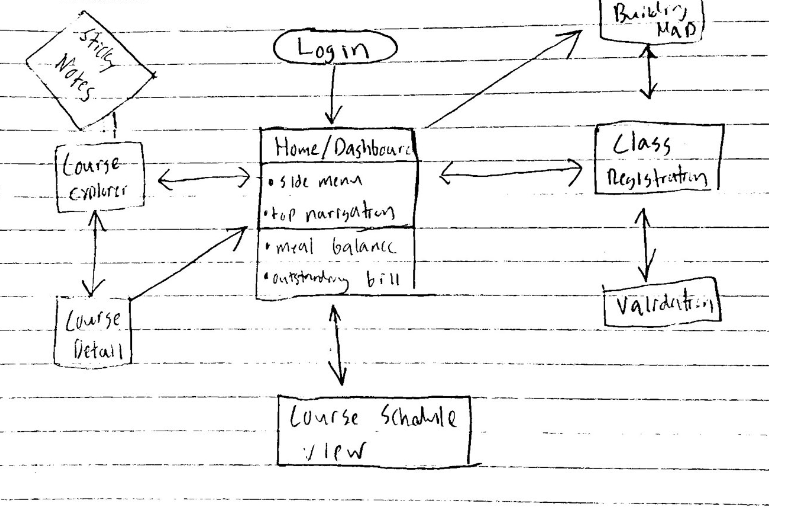 Sticky
Notes
Login
Building
Map
Home/Dashboard
• side menu
• top navigation
• meal balance
• outstanding bill
Course
Explorer
Class
Registration
Course
Detail
Validation
Course Schedule
View